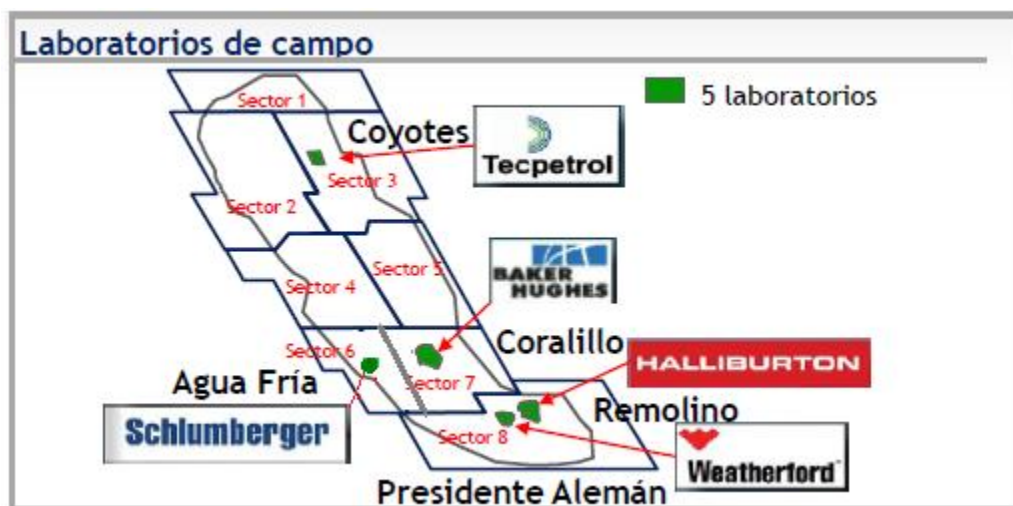 Laboratorios de campo
5 laboratorios
Sector 1
Coyotes
Tecpetrol
Sector 3
Sector 2
Sector 5
Sector 4
BAKER
HUGHES
Coralillo
Sector 6
HALLIBURTON
Agua Fría
Sector 7
Remolino
Schlumberger
Sector 8
Weatherford
Presidente Alemán